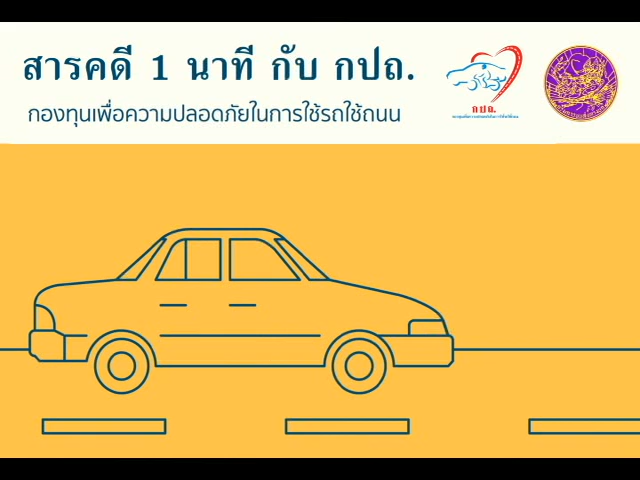 สารคดี 1 นาที กับ กปถ.
กองทุนเพื่อความปลอดภัยในการใช้รถใช้ถนน
กปถ.